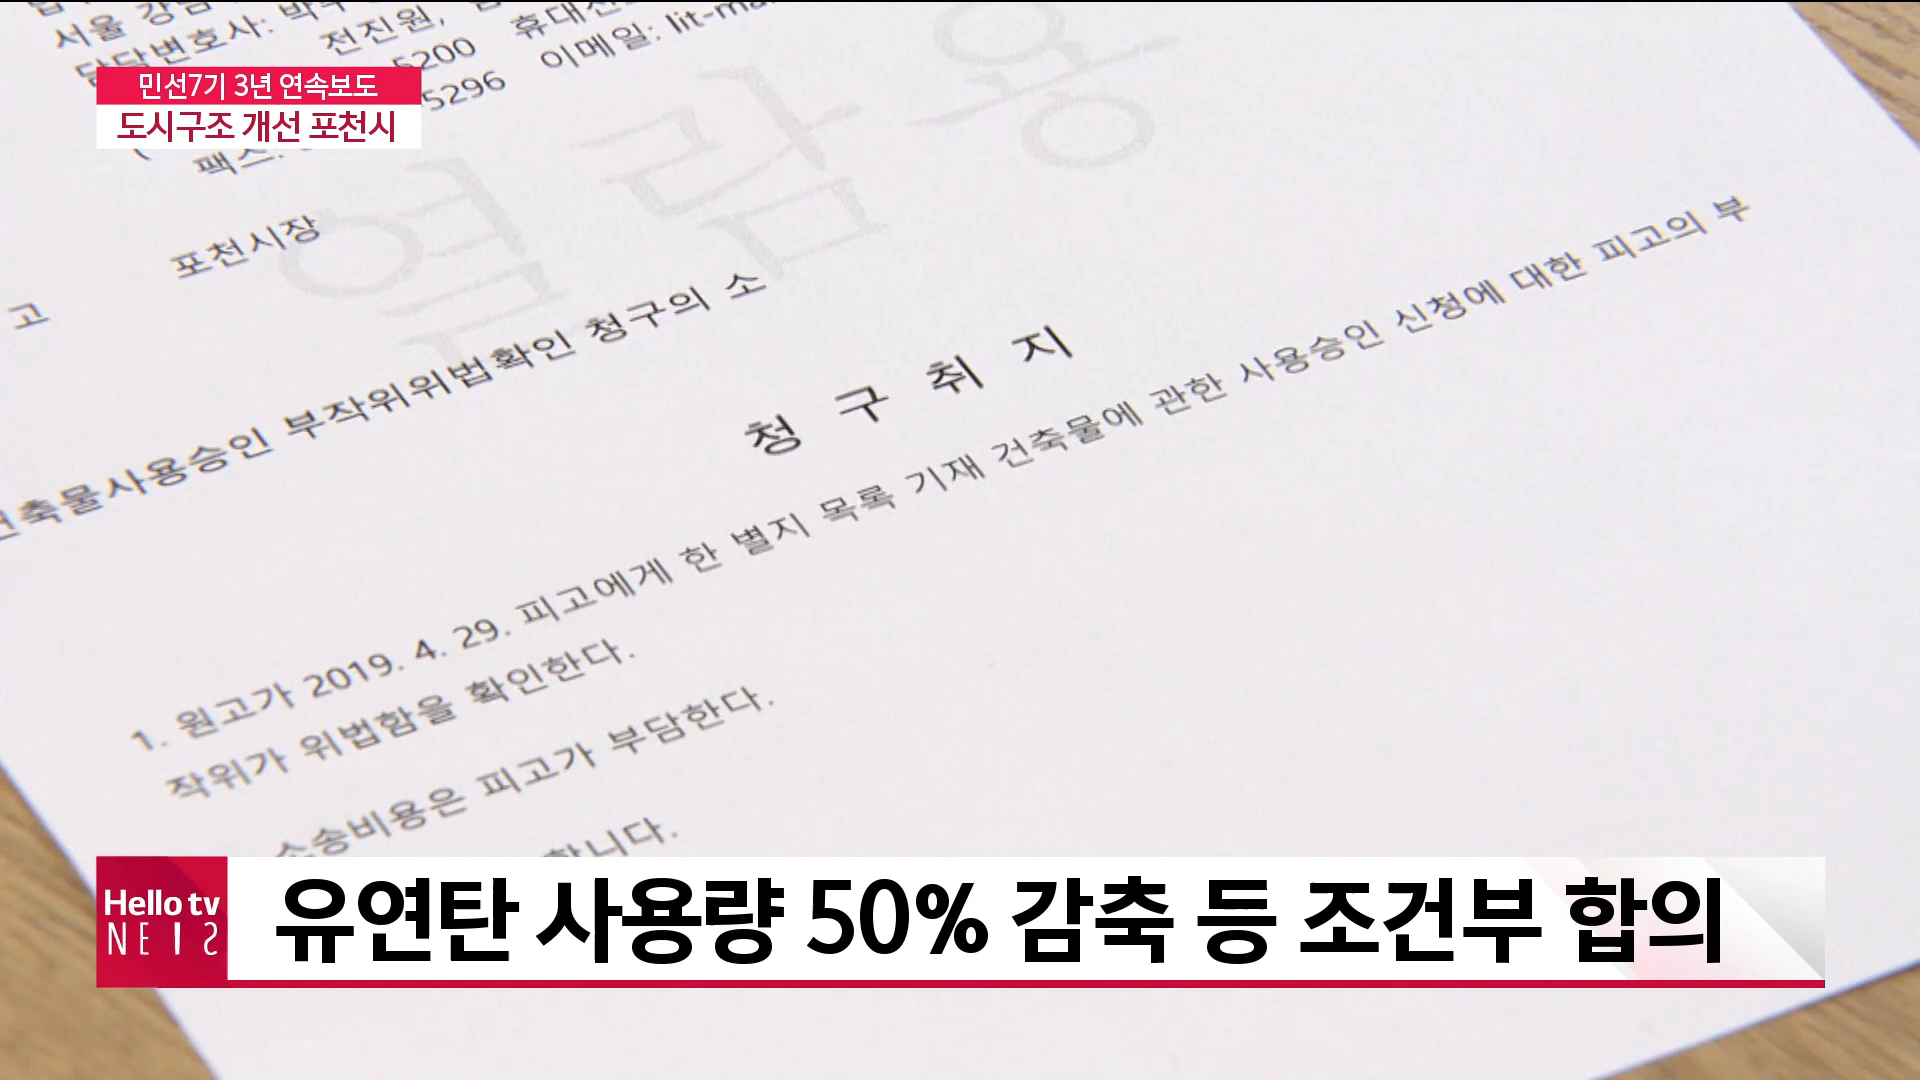 서울 강남
담당변호사: 박
전진원,
5200 휴대전
5296 이메일: lit-ma
민선7기 3년 연속보도
도시구조 개선 포천시
팩스.
열람용
고 포천시장
건축물사용승인 부작위위법확인 청구의 소
청 구 취 지
1. 원고가 2019. 4. 29. 피고에게 한 별지 목록 기재 건축물에 관한 사용승인 신청에 대한 피고의 부
작위가 위법함을 확인한다.
소송비용은 피고가 부담한다.
합니다.
Hello tv
유연탄 사용량 50% 감축 등 조건부 합의